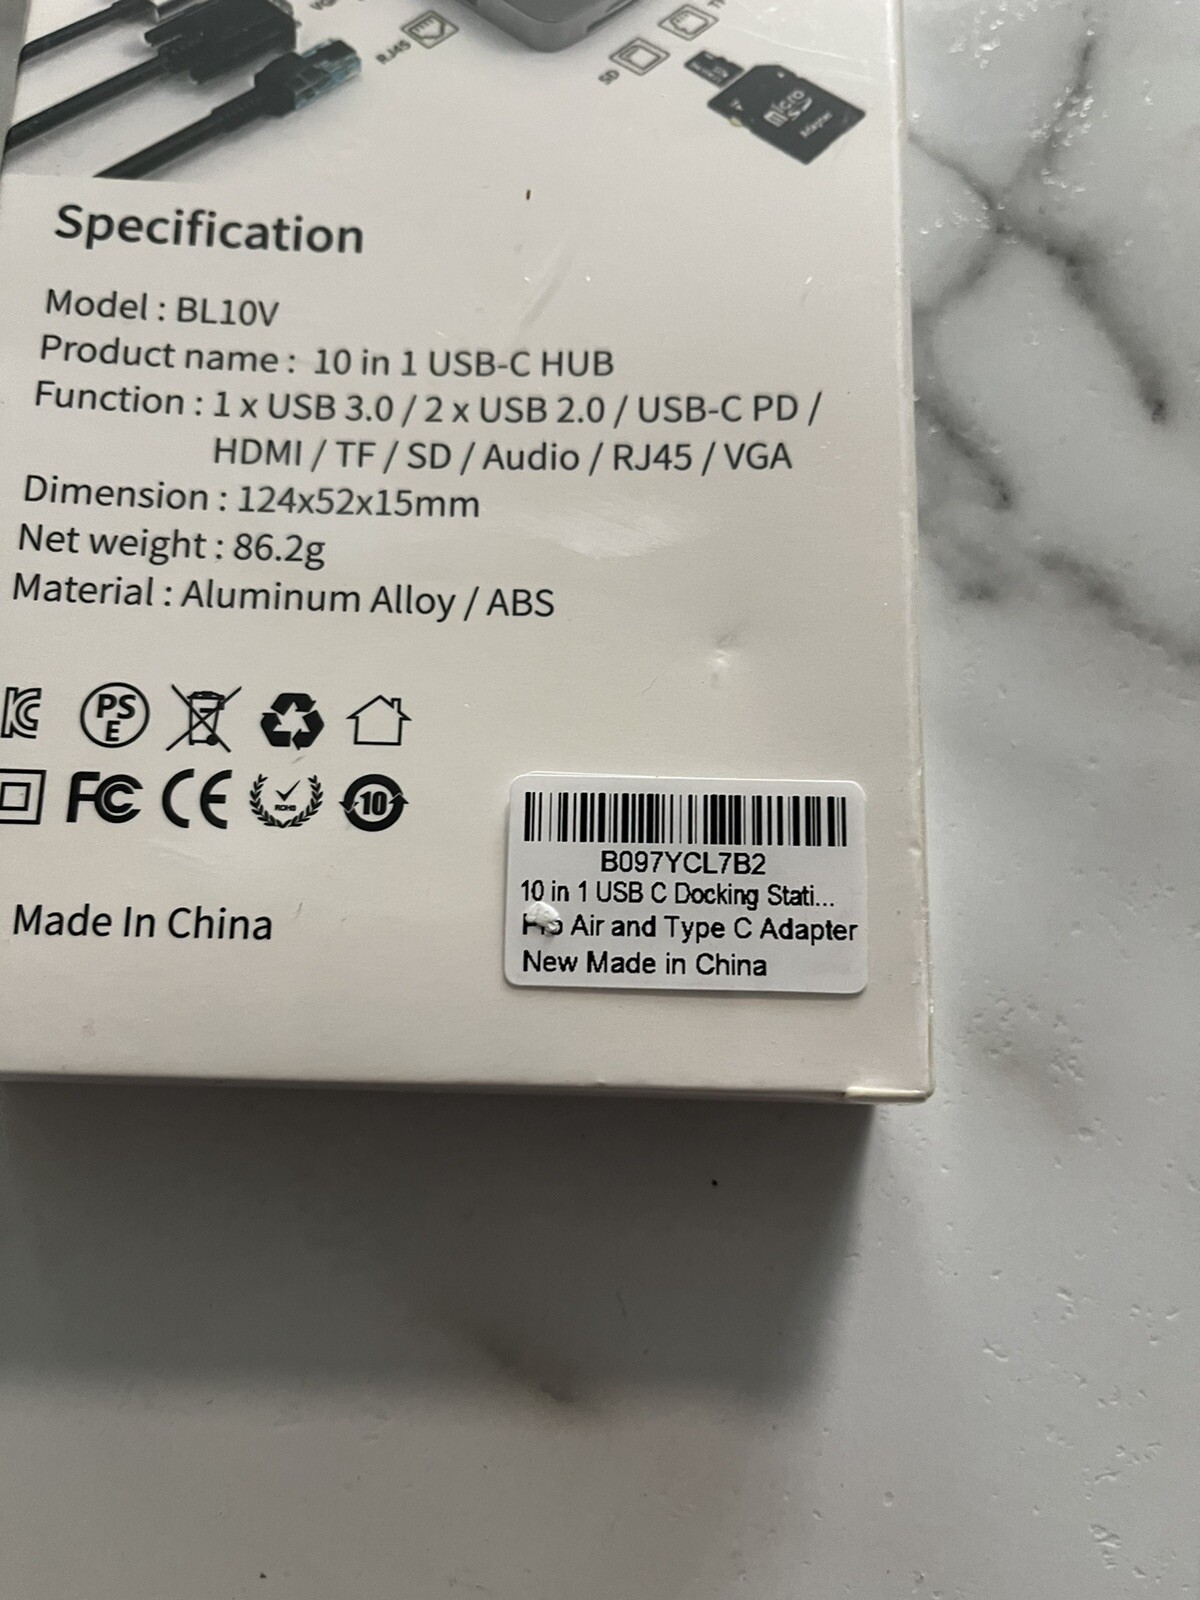 RJ45
SD
micro
SD
Adapter
Specification
Model : BL10V
Product name : 10 in 1 USB-C HUB
Function : 1 x USB 3.0 / 2 x USB 2.0 / USB-C PD /
HDMI / TF / SD / Audio / RJ45 / VGA
Dimension : 124x52x15mm
Net weight : 86.2g
Material : Aluminum Alloy / ABS
PS
E
FC CE ROHS 10
Made In China
B097YCL7B2
10 in 1 USB C Docking Stati...
Pro Air and Type C Adapter
New Made in China